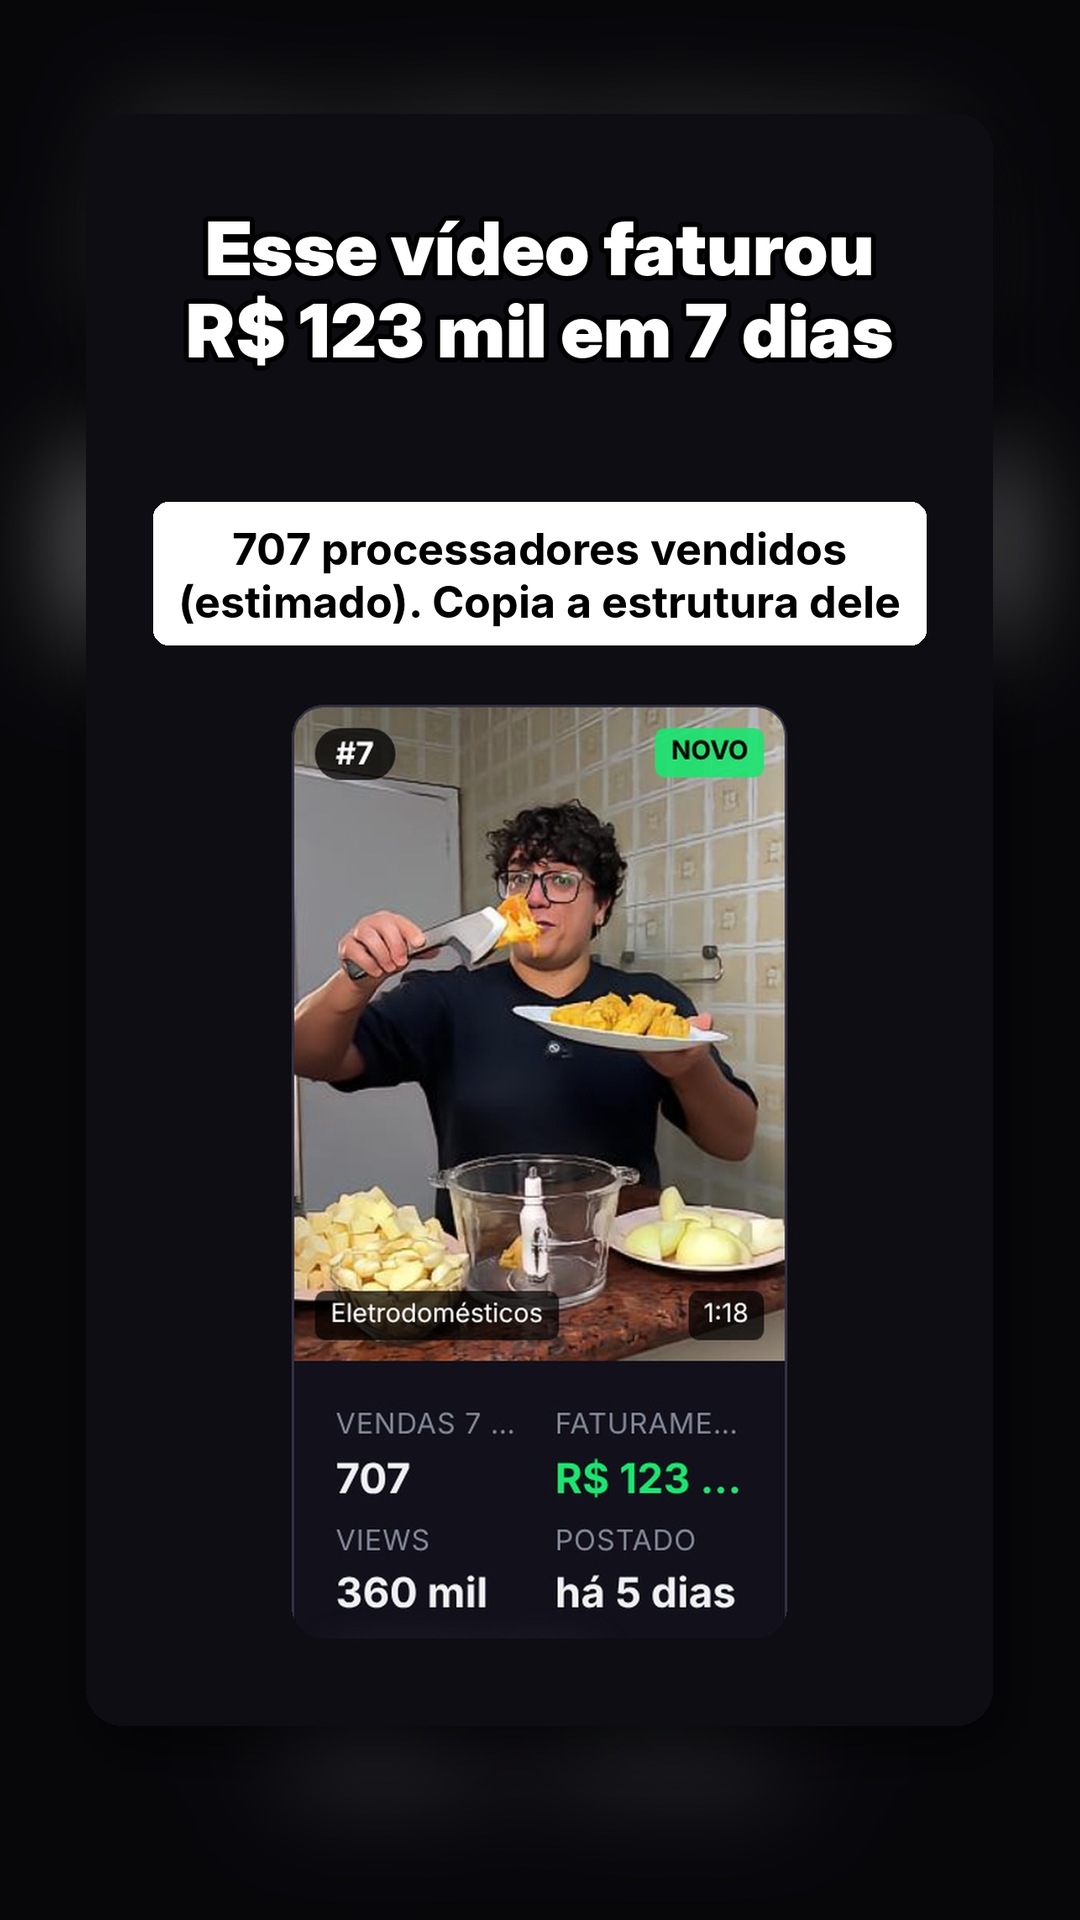 Esse vídeo faturou
R$ 123 mil em 7 dias
707 processadores vendidos
(estimado). Copia a estrutura dele
#7
NOVO
Eletrodomésticos
1:18
VENDAS 7 ...
FATURAME...
707
R$ 123 ...
VIEWS
POSTADO
360 mil
há 5 dias